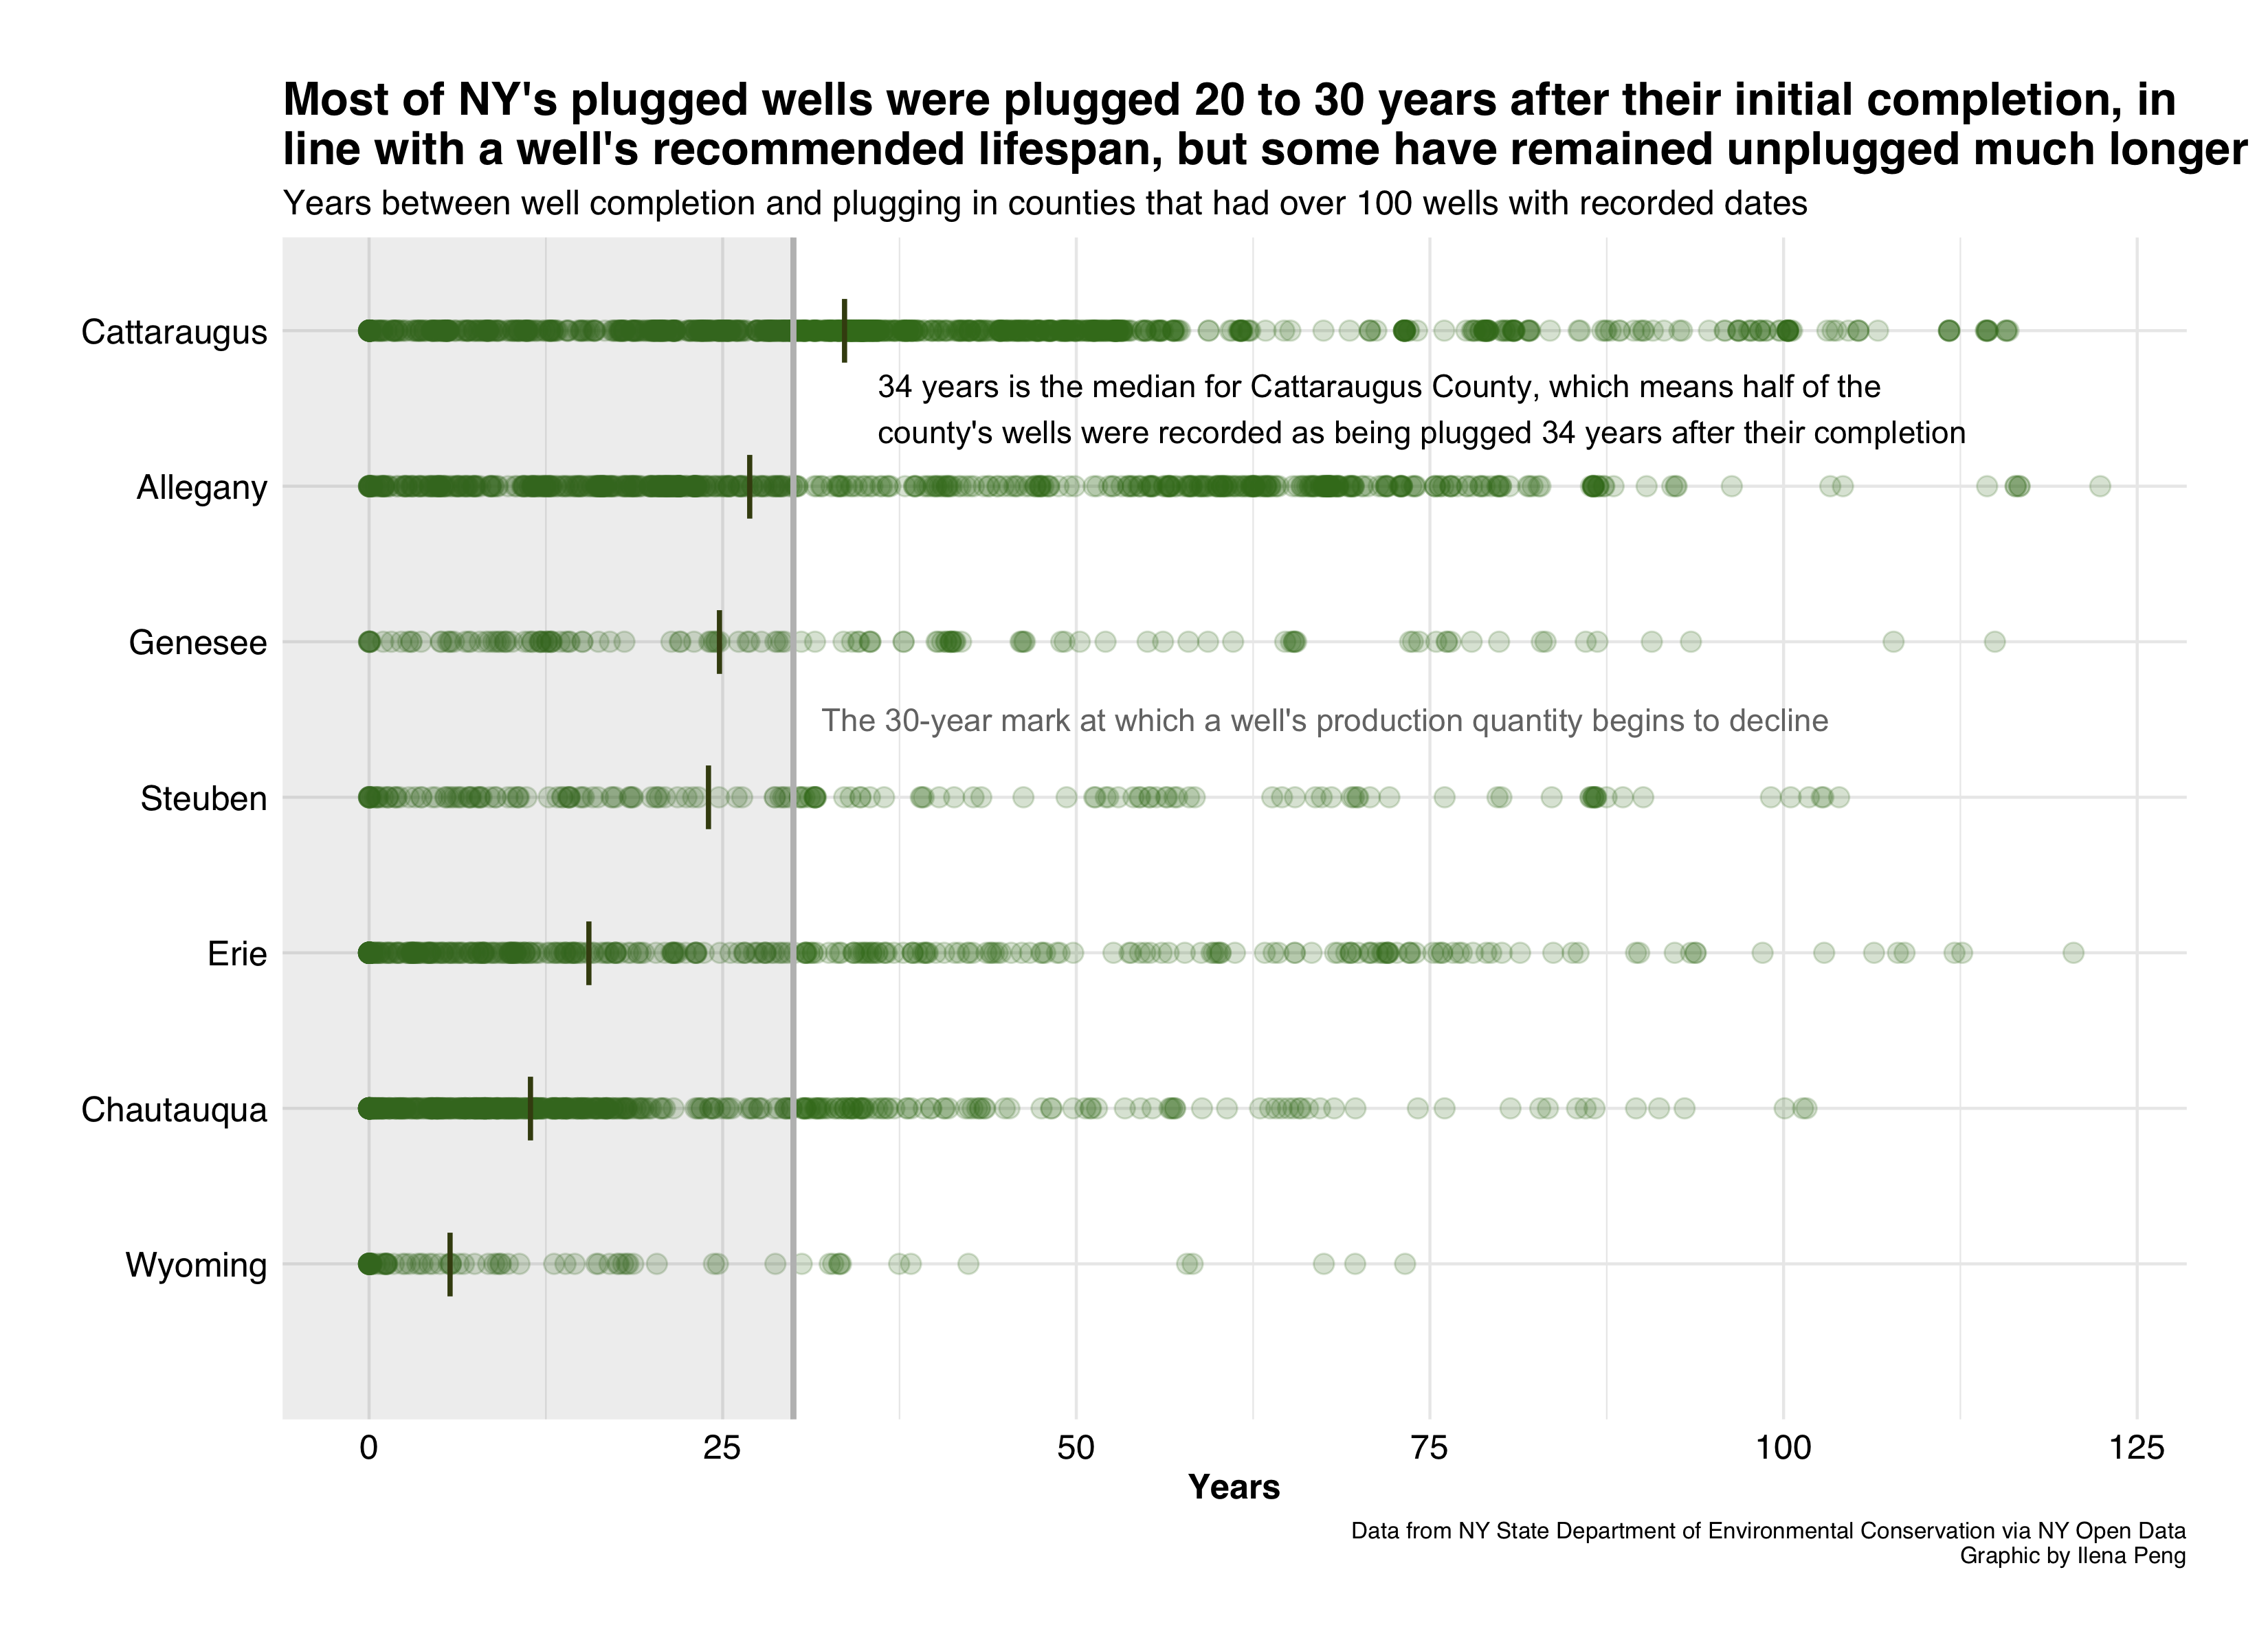 Most of NY's plugged wells were plugged 20 to 30 years after their initial completion, in
line with a well's recommended lifespan, but some have remained unplugged much longer
Years between well completion and plugging in counties that had over 100 wells with recorded dates
Cattaraugus
34 years is the median for Cattaraugus County, which means half of the
county's wells were recorded as being plugged 34 years after their completion
Allegany
Genesee
The 30-year mark at which a well's production quantity begins to decline
Steuben
Erie
Chautauqua
Wyoming
0 25 50 75 100 125
Years
Data from NY State Department of Environmental Conservation via NY Open Data
Graphic by Ilena Peng